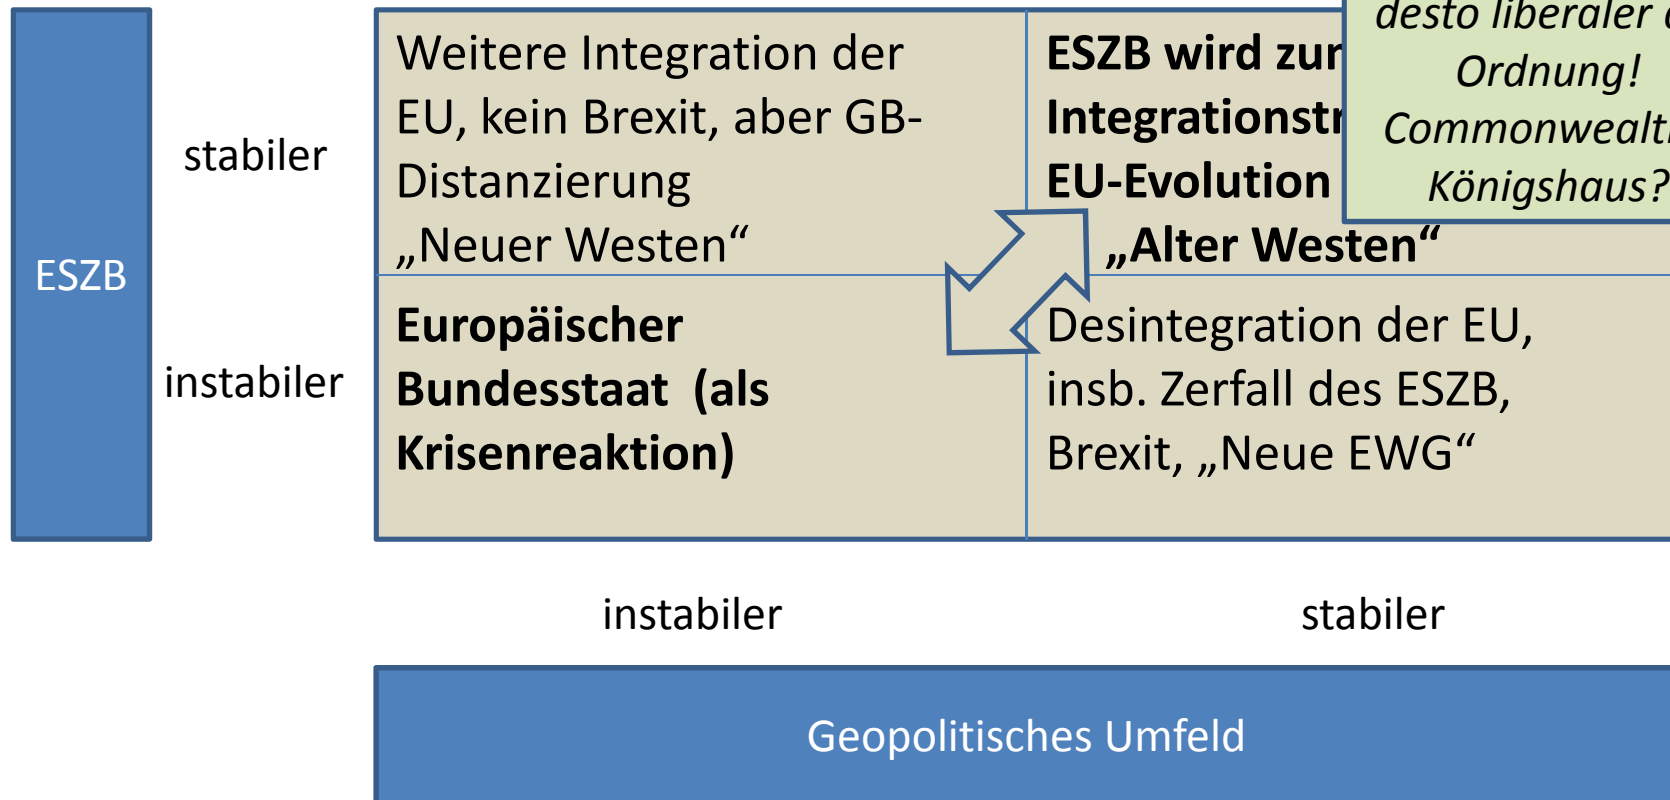 desto liberaler
Ordnung!
Commonwealth
Königshaus?
Weitere Integration der
EU, kein Brexit, aber GB-
Distanzierung
„Neuer Westen“
ESZB wird zur
EU-Evolution
„Alter Westen“
stabiler
ESZB
instabiler
Europäischer
Bundesstaat (als
Krisenreaktion)
Desintegration der EU,
insb. Zerfall des ESZB,
Brexit, „Neue EWG“
instabiler
stabiler
Geopolitisches Umfeld